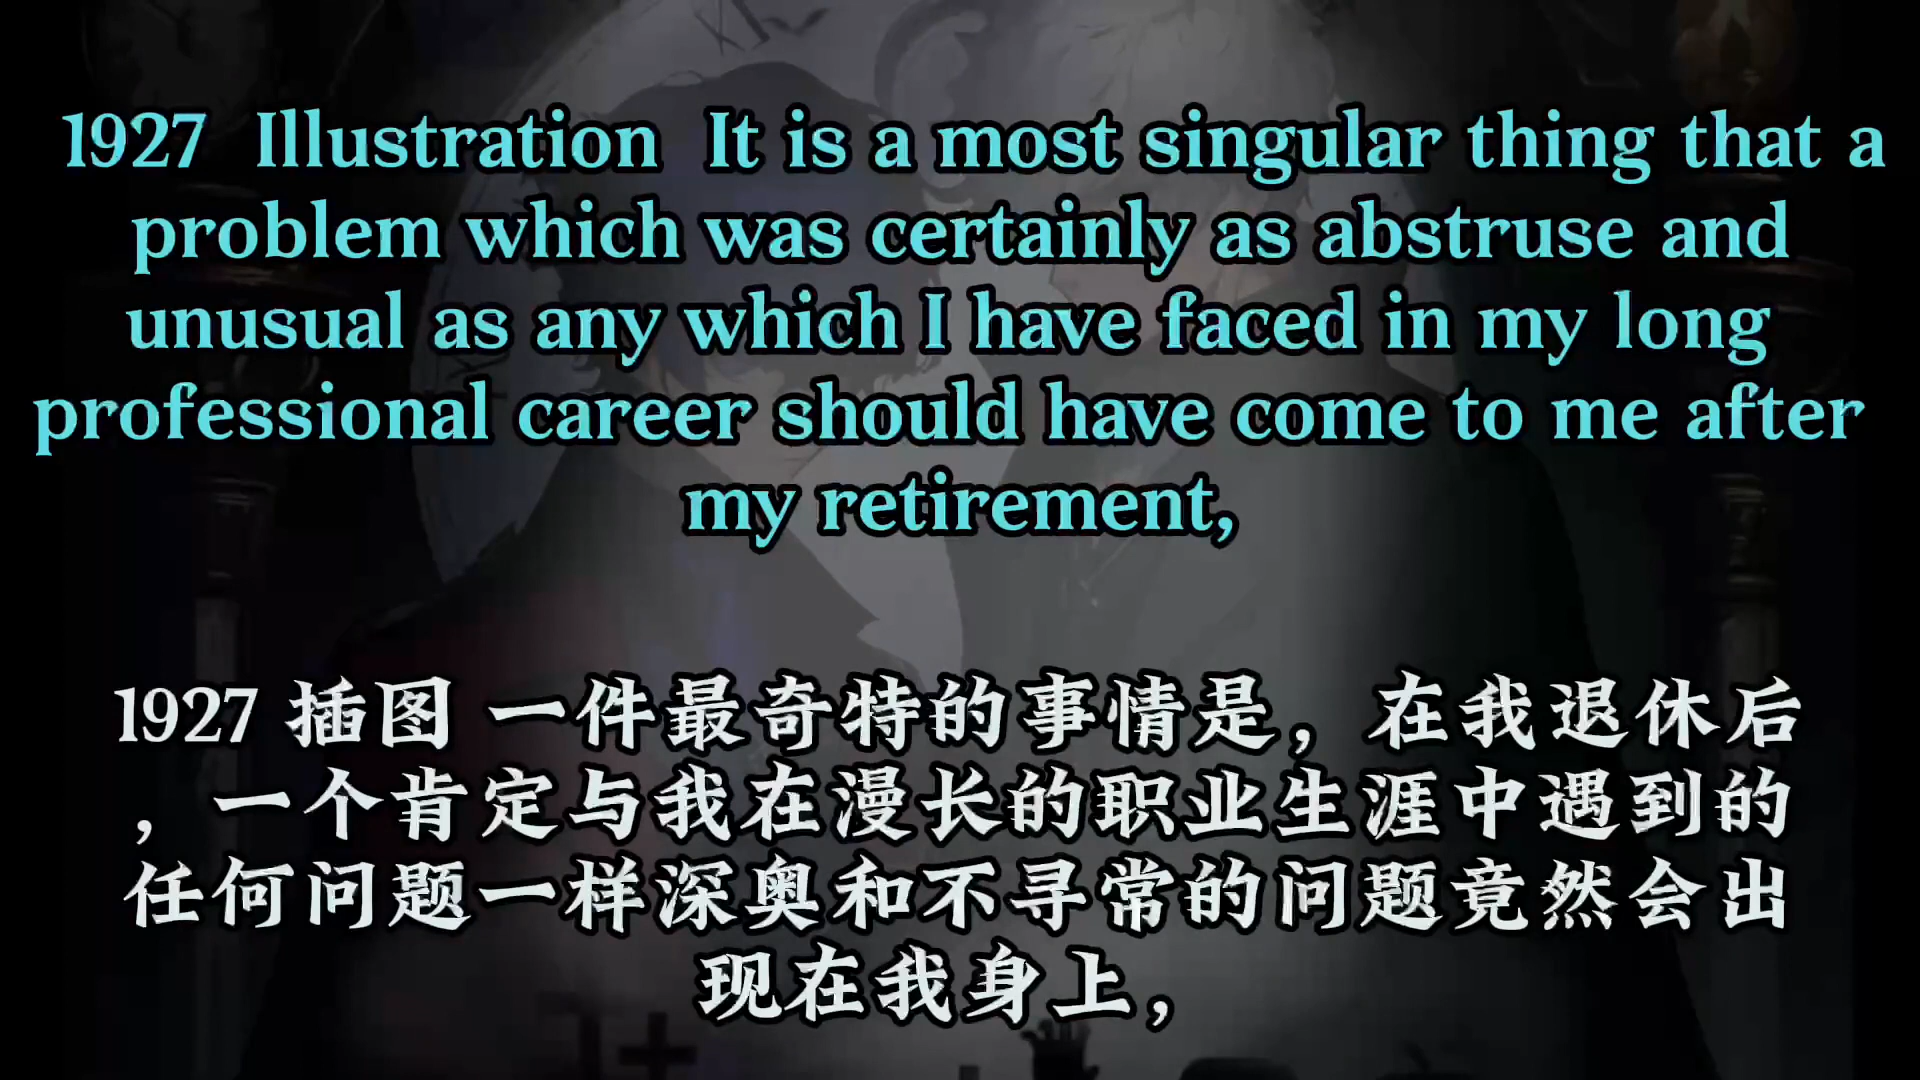 1927 Illustration It is a most singular thing that a
problem which was certainly as abstruse and
unusual as any which I have faced in my long
professional career should have come to me after
my retirement,
1927 插图 一件最奇特的事情是，在我退休后
，一个肯定与我在漫长的职业生涯中遇到的
任何问题一样深奥和不寻常的问题竟然会出
现在我身上，